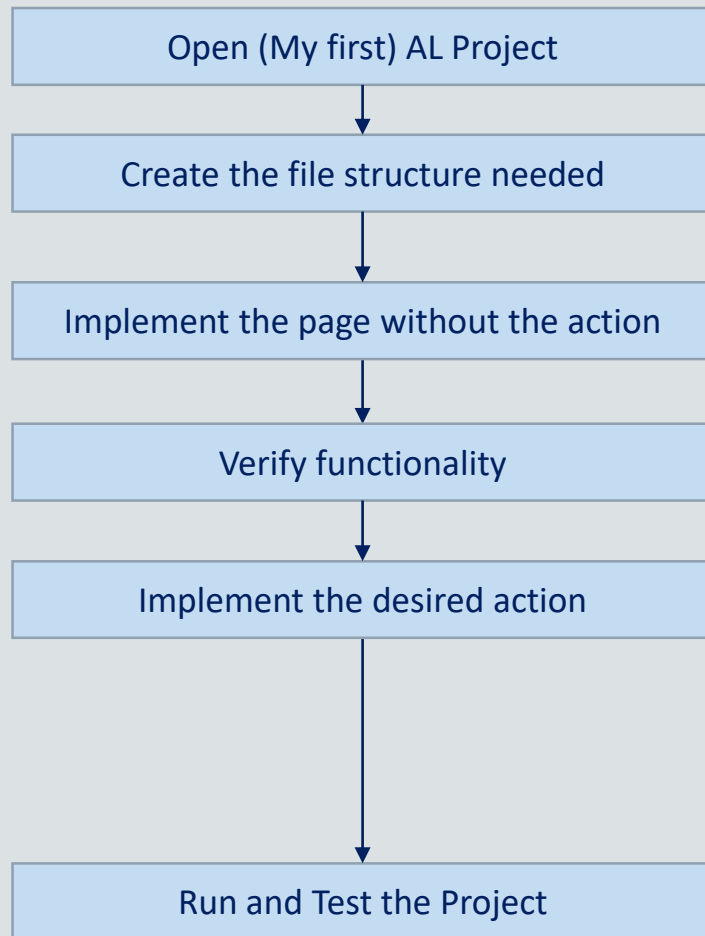 Open (My first) AL Project
Create the file structure needed
Implement the page without the action
Verify functionality
Implement the desired action
Run and Test the Project